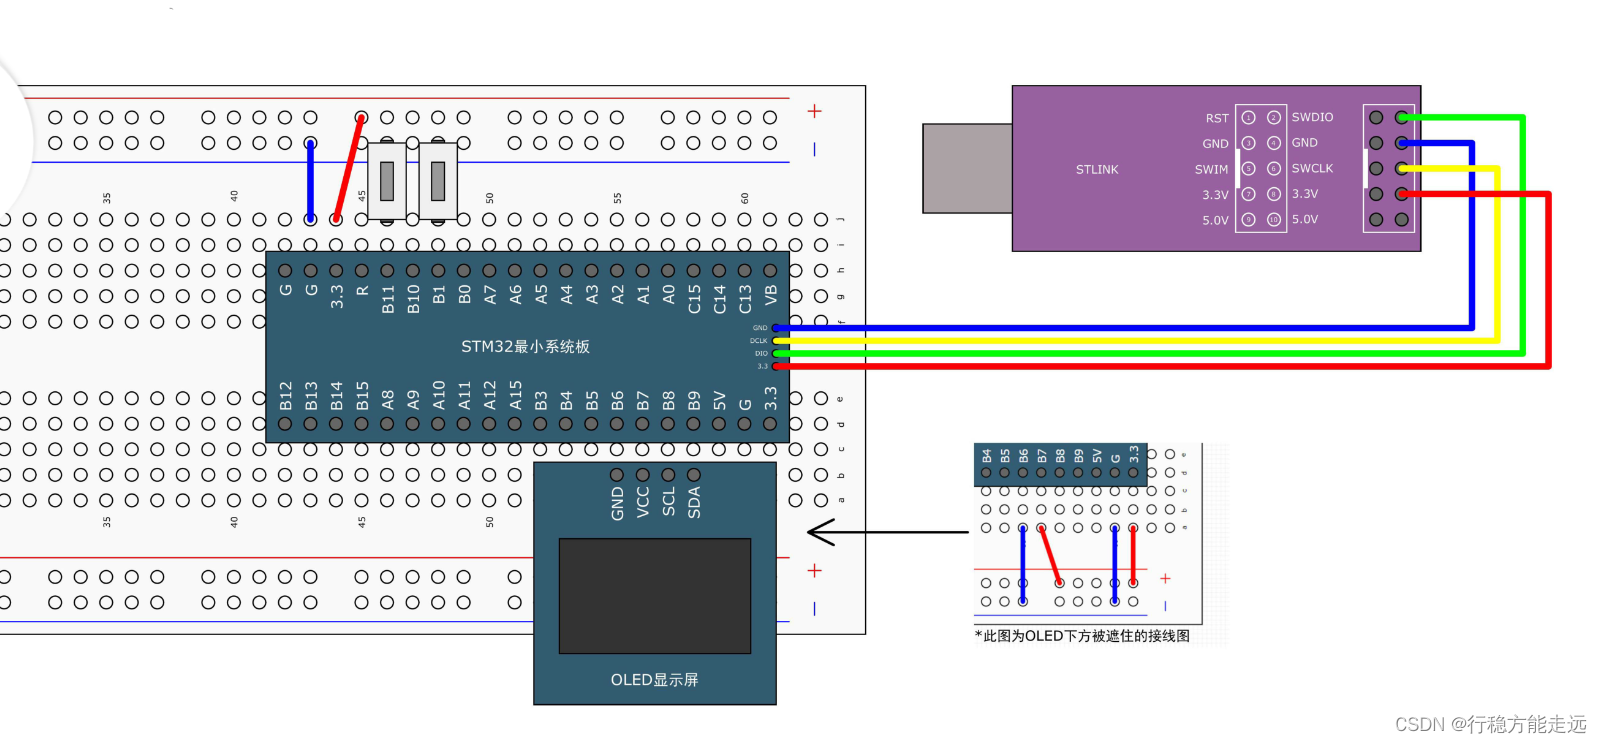 +
−
35
40
45
50
55
60
j
i
h
g
f
G G 3.3 R B11 B10 B1 B0 A7 A6 A5 A4 A3 A2 A1 A0 C15 C14 C13 VB
STM32最小系统板
GND
DCLK
DIO
3.3
B12 B13 B14 B15 A8 A9 A10 A11 A12 A15 B3 B4 B5 B6 B7 B8 B9 5V G 3.3
e
d
c
b
a
35
40
45
50
GND VCC SCL SDA
+
−
OLED显示屏
STLINK
RST 1 2 SWDIO
GND 3 4 GND
SWIM 5 6 SWCLK
3.3V 7 8 3.3V
5.0V 9 10 5.0V
B4 B5 B6 B7 B8 B9 5V G 3.3
e
d
c
b
a
+
−
*此图为OLED下方被遮住的接线图
CSDN @行稳方能走远